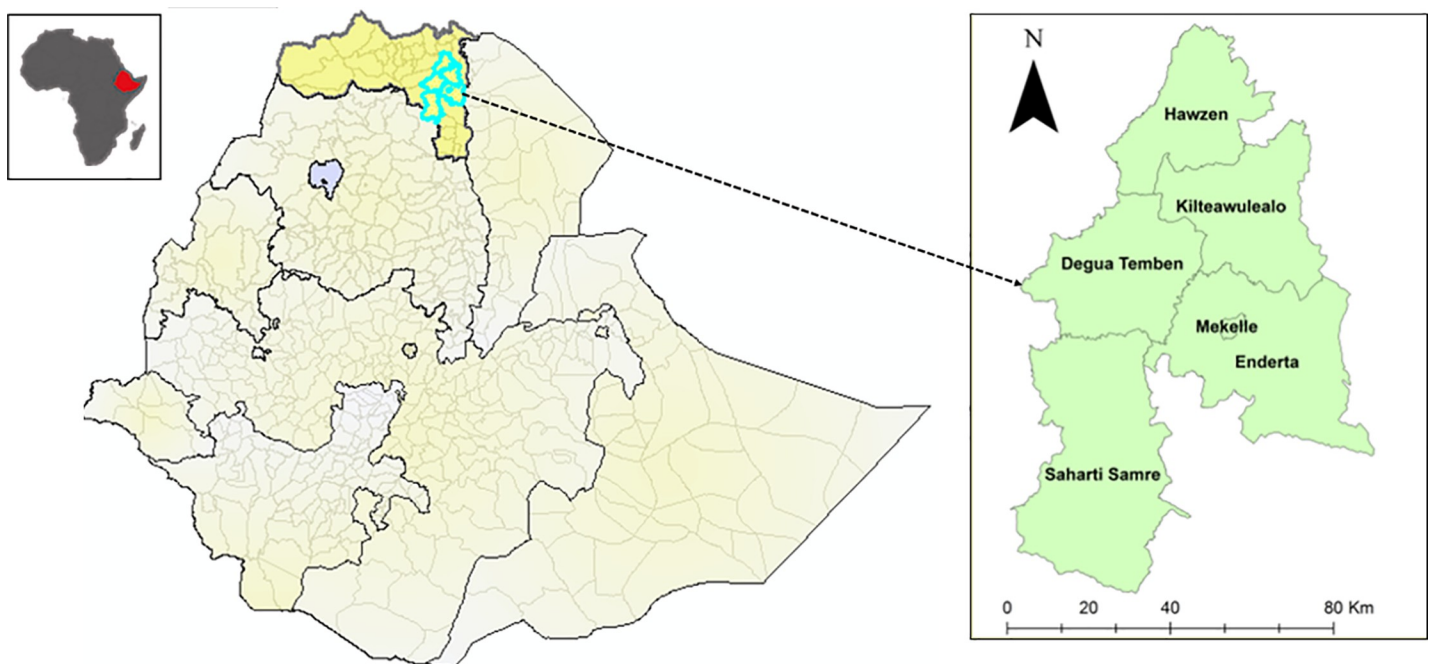 N
Hawzen
Kilteawulealo
Degua Temben
Mekelle
Enderta
Saharti Samre
0 20 40 80 Km